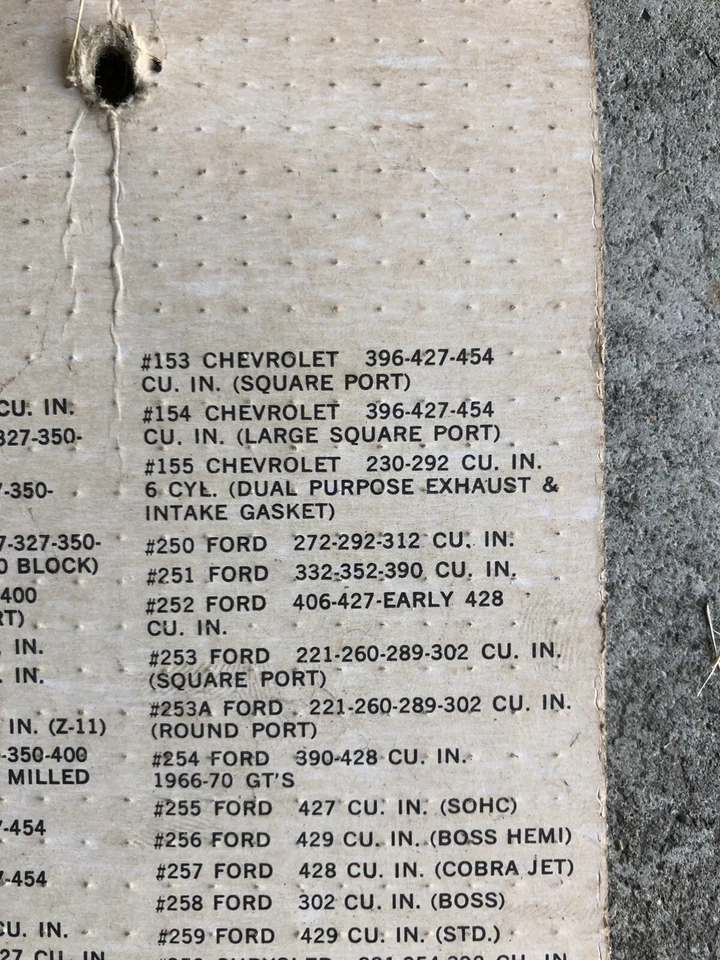 CU. IN.
327-350-
-350-
7-327-350-
0 BLOCK)
400
RT)
. IN.
. IN.
IN. (Z-11)
-350-400
MILLED
-454
-454
CU. IN.
27 CU. IN.
#153 CHEVROLET 396-427-454
CU. IN. (SQUARE PORT)
#154 CHEVROLET 396-427-454
CU. IN. (LARGE SQUARE PORT)
#155 CHEVROLET 230-292 CU. IN.
6 CYL. (DUAL PURPOSE EXHAUST &
INTAKE GASKET)
#250 FORD 272-292-312 CU. IN.
#251 FORD 332-352-390 CU. IN.
#252 FORD 406-427-EARLY 428
CU. IN.
#253 FORD 221-260-289-302 CU. IN.
(SQUARE PORT)
#253A FORD 221-260-289-302 CU. IN.
(ROUND PORT)
#254 FORD 390-428 CU. IN.
1966-70 GT'S
#255 FORD 427 CU. IN. (SOHC)
#256 FORD 429 CU. IN. (BOSS HEMI)
#257 FORD 428 CU. IN. (COBRA JET)
#258 FORD 302 CU. IN. (BOSS)
#259 FORD 429 CU. IN. (STD.)
CHRYSLER CU. IN.